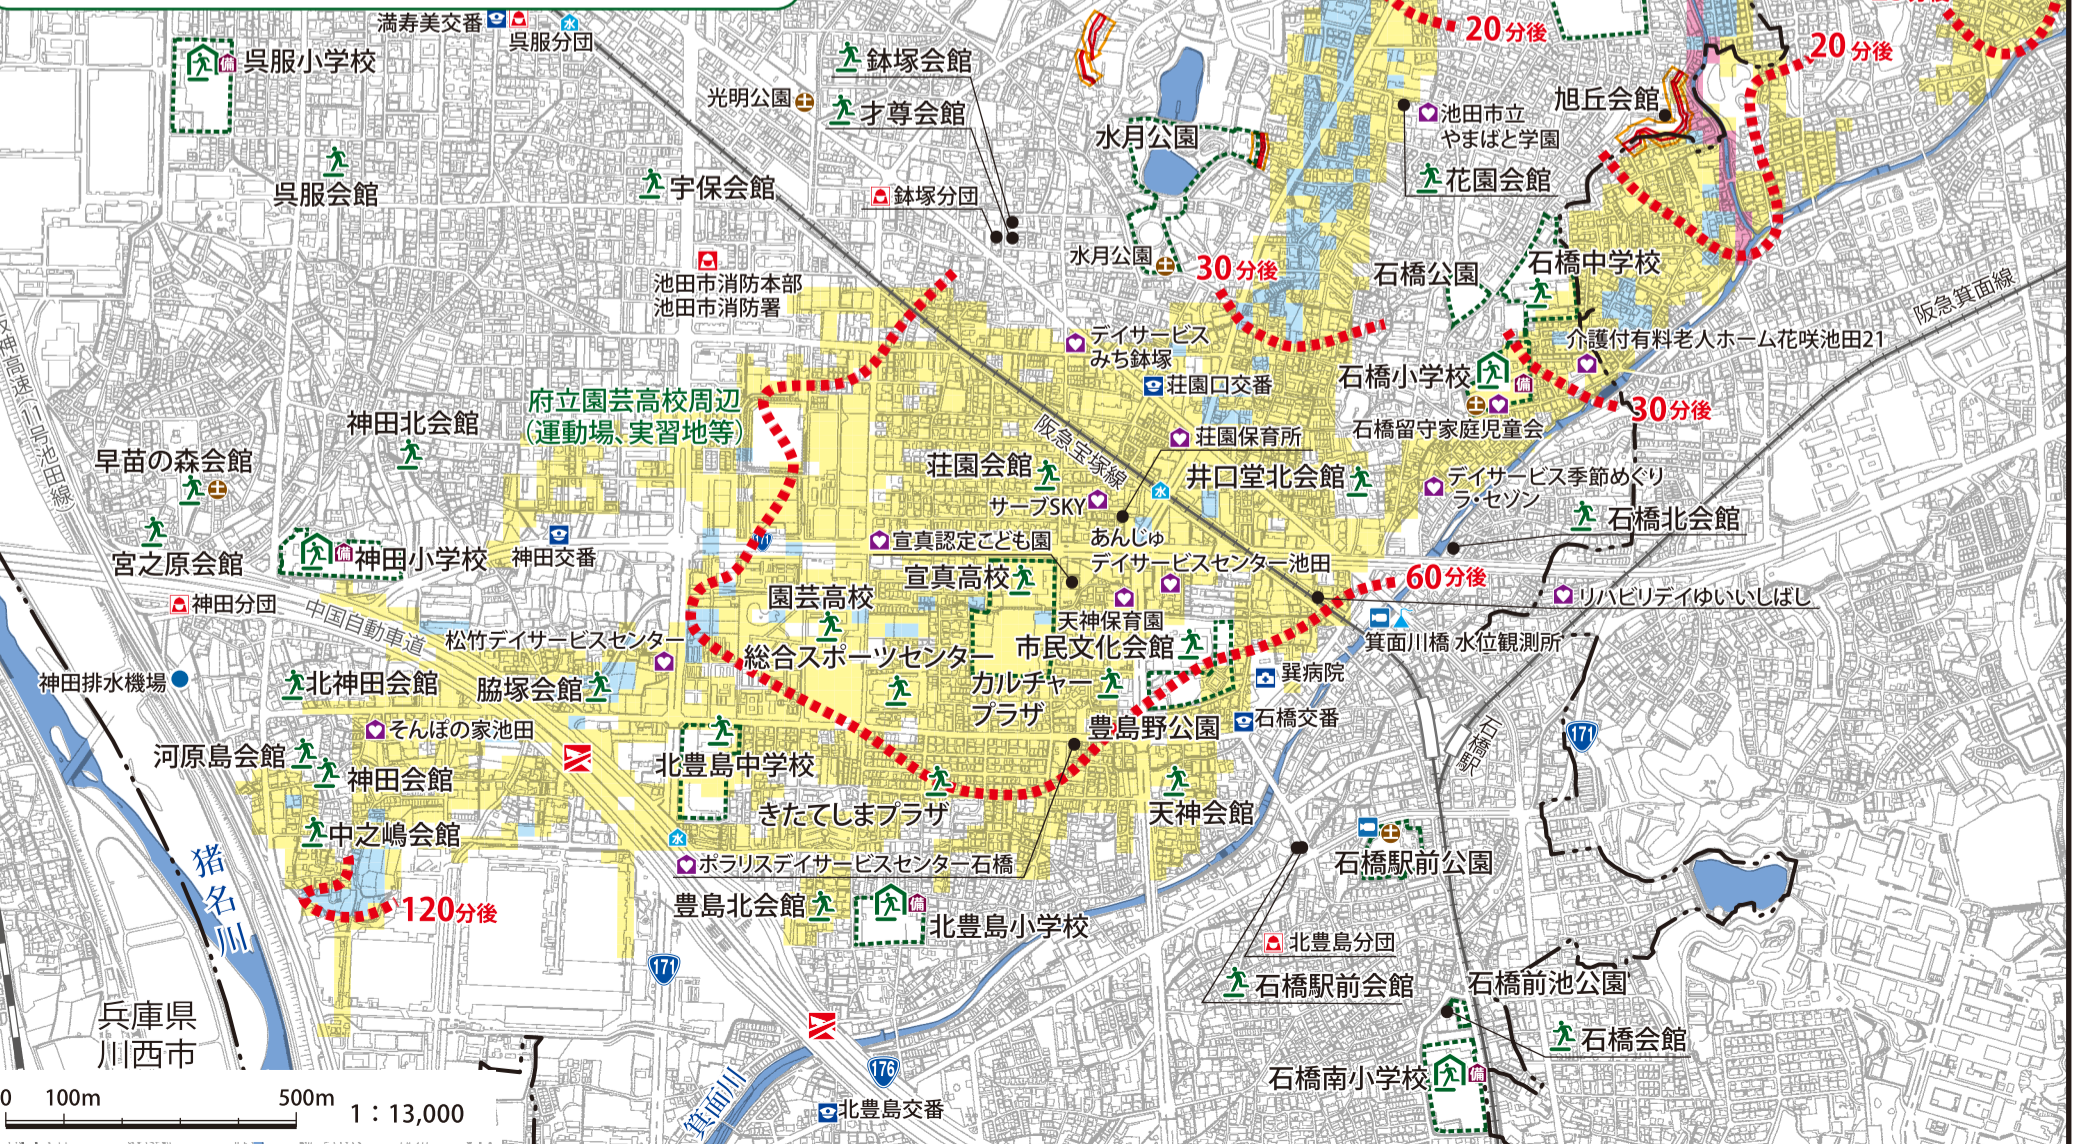 満寿美交番
呉服分団
20分後
20分後
呉服小学校
備
鉢塚会館
光明公園
土
才尊会館
水月公園
旭丘会館
池田市立
やまばと学園
呉服会館
宇保会館
鉢塚分団
花園会館
水月公園
土
30分後
石橋公園
石橋中学校
池田市消防本部
池田市消防署
阪急箕面線
デイサービス
みち鉢塚
介護付有料老人ホーム花咲池田21
荘園口交番
石橋小学校
備
土
30分後
府立園芸高校周辺
(運動場、実習地等)
石橋留守家庭児童会
神田北会館
阪急宝塚線
荘園保育所
早苗の森会館
土
荘園会館
井口堂北会館
デイサービス季節めぐり
ラ・セゾン
サーブSKY
水
石橋北会館
宮之原会館
神田小学校
備
神田交番
宣真認定こども園
あんじゅ
デイサービスセンター池田
宣真高校
60分後
神田分団
中国自動車道
園芸高校
天神保育園
リハビリデイゆいいしばし
松竹デイサービスセンター
総合スポーツセンター
市民文化会館
箕面川橋 水位観測所
神田排水機場
北神田会館
脇塚会館
カルチャー
プラザ
巽病院
そんぽの家池田
豊島野公園
石橋交番
石橋駅
171
河原島会館
神田会館
北豊島中学校
きたてしまプラザ
天神会館
中之嶋会館
水
ポラリスデイサービスセンター石橋
土
石橋駅前公園
猪名川
120分後
豊島北会館
備
北豊島小学校
171
北豊島分団
石橋駅前会館
石橋前池公園
兵庫県
川西市
石橋会館
176
石橋南小学校
備
箕面川
北豊島交番
0 100m 500m
1：13,000